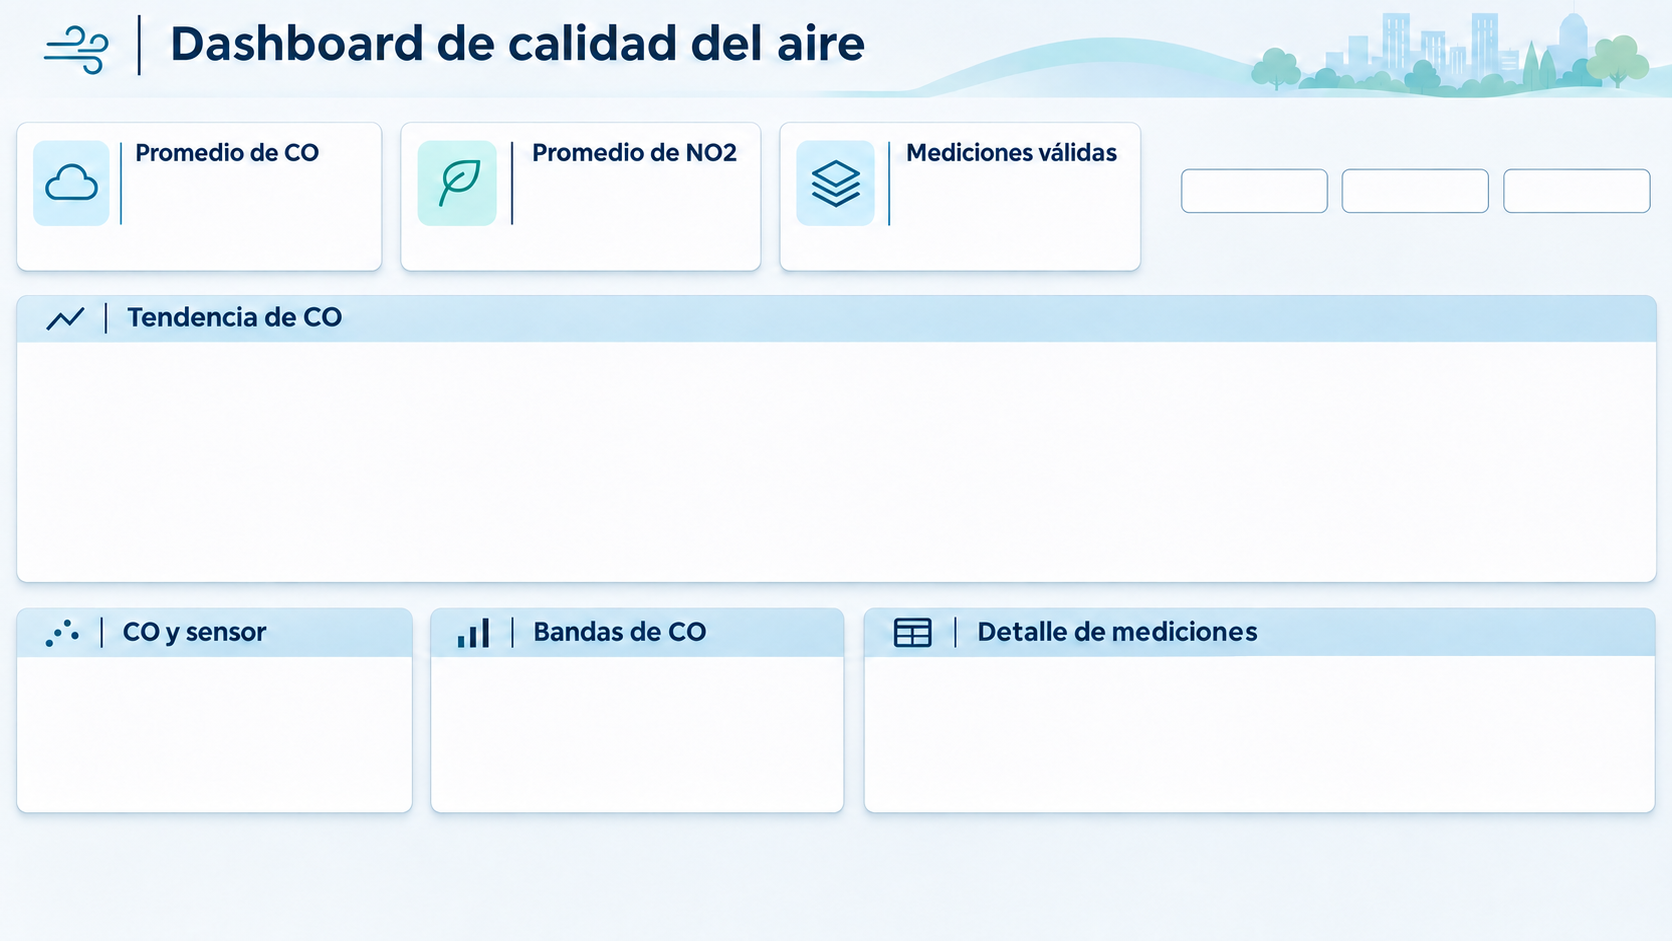 Dashboard de calidad del aire
Promedio de CO
Promedio de NO2
Mediciones válidas
Tendencia de CO
CO y sensor
Bandas de CO
Detalle de mediciones